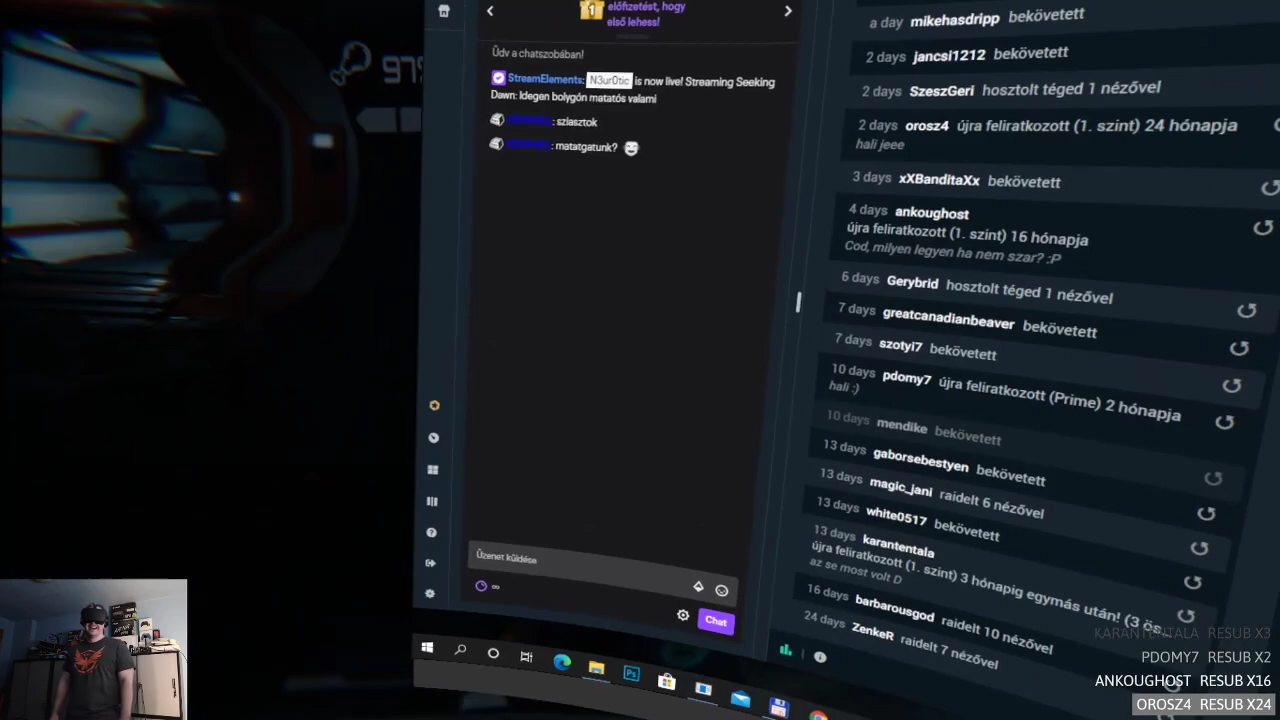 97%
1
előfizetést, hogy
első lehess!
Üdv a chatszobában!
StreamElements: N3ur0tic is now live! Streaming Seeking
Dawn: Idegen bolygón matatós valami
: sziasztok
: matatgatunk?
Üzenet küldése
∞
Chat
a day mikehasdripp bekövetett
2 days jancsi1212 bekövetett
2 days SzeszGeri hosztolt téged 1 nézővel
2 days orosz4 újra feliratkozott (1. szint) 24 hónapja
hali jeee
3 days xXBanditaXx bekövetett
4 days ankoughost
újra feliratkozott (1. szint) 16 hónapja
Cod, milyen legyen ha nem szar? :P
6 days Gerybrid hosztolt téged 1 nézővel
7 days greatcanadianbeaver bekövetett
7 days szotyi7 bekövetett
10 days pdomy7 újra feliratkozott (Prime) 2 hónapja
hali :)
10 days mendike bekövetett
13 days gaborsebestyen bekövetett
13 days magic_jani raidelt 6 nézővel
13 days white0517 bekövetett
13 days karantentala
újra feliratkozott (1. szint) 3 hónapig egymás után! (3 ös
az se most volt D
16 days barbarousgod raidelt 10 nézővel
24 days ZenkeR raidelt 7 nézővel
KARANTENTALA RESUB X3
PDOMY7 RESUB X2
ANKOUGHOST RESUB X16
OROSZ4 RESUB X24
Ps